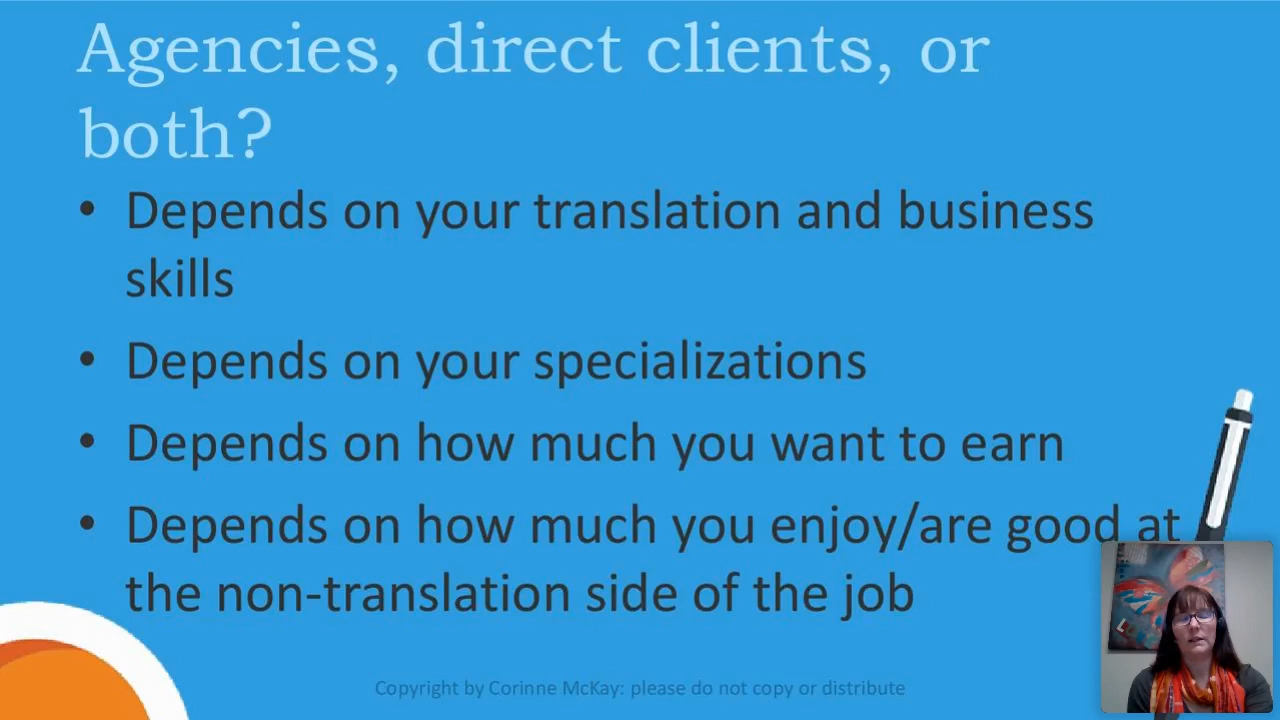 Agencies, direct clients, or
both?
• Depends on your translation and business
skills
• Depends on your specializations
• Depends on how much you want to earn
• Depends on how much you enjoy/are good at
the non-translation side of the job
Copyright by Corinne McKay: please do not copy or distribute